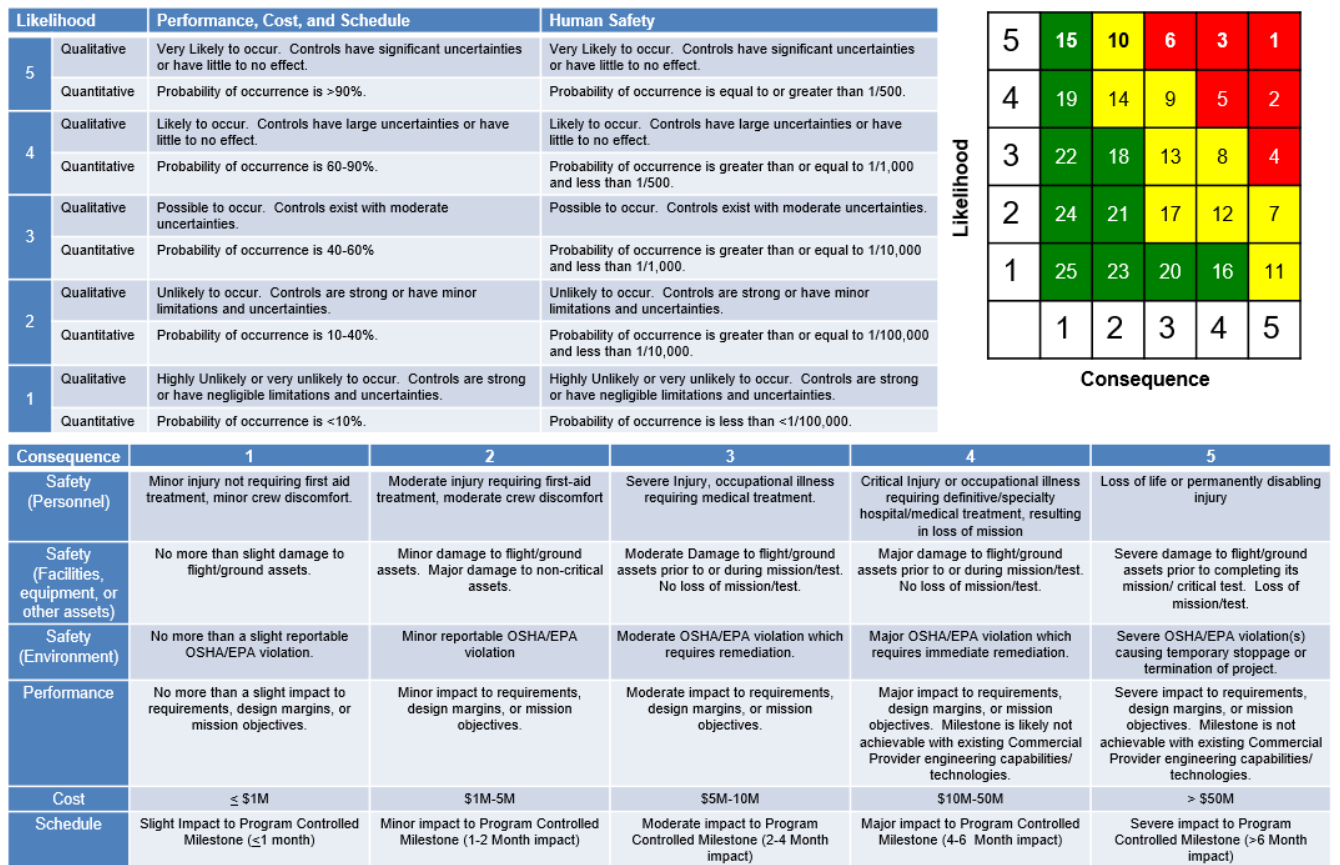 Likelihood Performance, Cost, and Schedule Human Safety
5
Qualitative
Very Likely to occur. Controls have significant uncertainties
or have little to no effect.
Very Likely to occur. Controls have significant uncertainties
or have little to no effect.
Quantitative
Probability of occurrence is >90%.
Probability of occurrence is equal to or greater than 1/500.
4
Qualitative
Likely to occur. Controls have large uncertainties or have
little to no effect.
Likely to occur. Controls have large uncertainties or have
little to no effect.
Quantitative
Probability of occurrence is 60-90%.
Probability of occurrence is greater than or equal to 1/1,000
and less than 1/500.
3
Qualitative
Possible to occur. Controls exist with moderate
uncertainties.
Possible to occur. Controls exist with moderate uncertainties.
Quantitative
Probability of occurrence is 40-60%
Probability of occurrence is greater than or equal to 1/10,000
and less than 1/1,000.
2
Qualitative
Unlikely to occur. Controls are strong or have minor
limitations and uncertainties.
Unlikely to occur. Controls are strong or have minor
limitations and uncertainties.
Quantitative
Probability of occurrence is 10-40%.
Probability of occurrence is greater than or equal to 1/100,000
and less than 1/10,000.
1
Qualitative
Highly Unlikely or very unlikely to occur. Controls are strong
or have negligible limitations and uncertainties.
Highly Unlikely or very unlikely to occur. Controls are strong
or have negligible limitations and uncertainties.
Quantitative
Probability of occurrence is <10%.
Probability of occurrence is less than <1/100,000.
Likelihood
5 15 10 6 3 1
4 19 14 9 5 2
3 22 18 13 8 4
2 24 21 17 12 7
1 25 23 20 16 11
1 2 3 4 5
Consequence
Consequence 1 2 3 4 5
Safety
(Personnel)
Minor injury not requiring first aid
treatment, minor crew discomfort.
Moderate injury requiring first-aid
treatment, moderate crew discomfort
Severe Injury, occupational illness
requiring medical treatment.
Critical Injury or occupational illness
requiring definitive/specialty
hospital/medical treatment, resulting
in loss of mission
Loss of life or permanently disabling
injury
Safety
(Facilities,
equipment, or
other assets)
No more than slight damage to
flight/ground assets.
Minor damage to flight/ground
assets. Major damage to non-critical
assets.
Moderate Damage to flight/ground
assets prior to or during mission/test.
No loss of mission/test.
Major damage to flight/ground
assets prior to or during mission/test.
No loss of mission/test.
Severe damage to flight/ground
assets prior to completing its
mission/ critical test. Loss of
mission/test.
Safety
(Environment)
No more than a slight reportable
OSHA/EPA violation.
Minor reportable OSHA/EPA
violation
Moderate OSHA/EPA violation which
requires remediation.
Major OSHA/EPA violation which
requires immediate remediation.
Severe OSHA/EPA violation(s)
causing temporary stoppage or
termination of project.
Performance
No more than a slight impact to
requirements, design margins, or
mission objectives.
Minor impact to requirements,
design margins, or mission
objectives.
Moderate impact to requirements,
design margins, or mission
objectives.
Major impact to requirements,
design margins, or mission
objectives. Milestone is likely not
achievable with existing Commercial
Provider engineering capabilities/
technologies.
Severe impact to requirements,
design margins, or mission
objectives. Milestone is not
achievable with existing Commercial
Provider engineering capabilities/
technologies.
Cost ≤ $1M $1M-5M $5M-10M $10M-50M > $50M
Schedule
Slight Impact to Program Controlled
Milestone (≤1 month)
Minor impact to Program Controlled
Milestone (1-2 Month impact)
Moderate impact to Program
Controlled Milestone (2-4 Month
impact)
Major impact to Program Controlled
Milestone (4-6 Month impact)
Severe impact to Program
Controlled Milestone (>6 Month
impact)